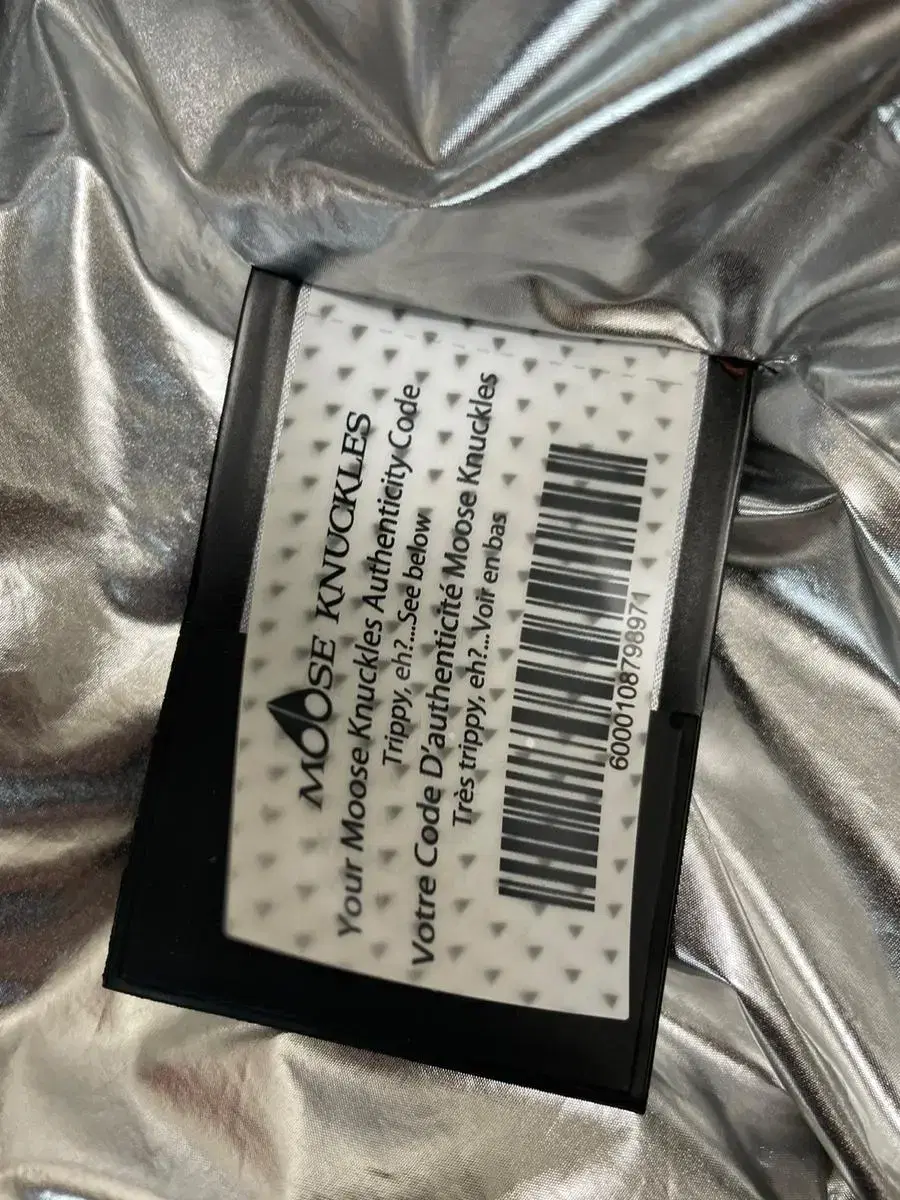 MOOSE KNUCKLES
Your Moose Knuckles Authenticity Code
Trippy, eh?...See below
Votre Code D'authenticité Moose Knuckles
Très trippy, eh?...Voir en bas
6000108798971